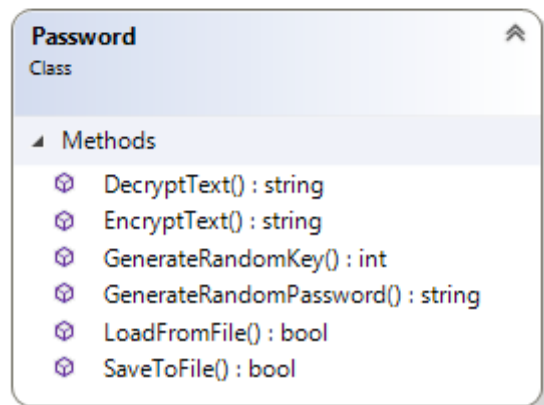 Password
Class
Methods
DecryptText() : string
EncryptText() : string
GenerateRandomKey() : int
GenerateRandomPassword() : string
LoadFromFile() : bool
SaveToFile() : bool